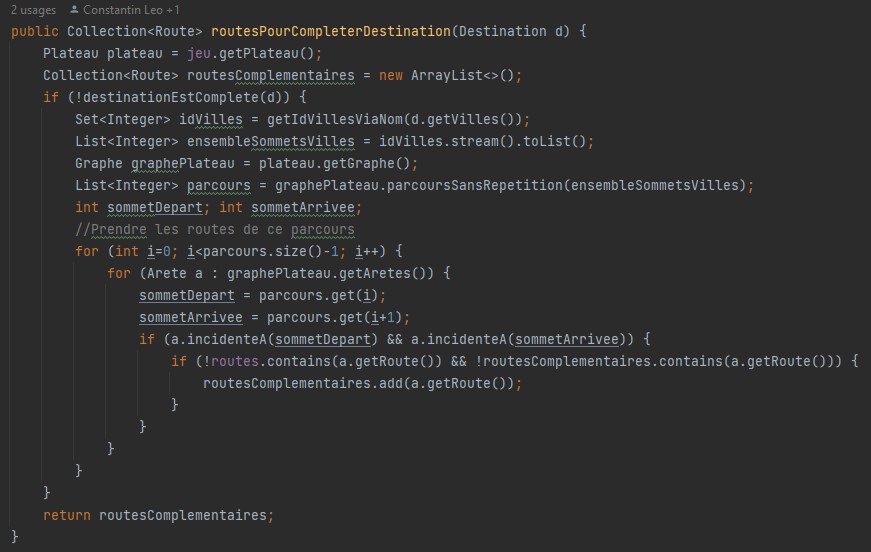 2 usages Constantin Leo +1
public Collection<Route> routesPourCompleterDestination(Destination d) {
    Plateau plateau = jeu.getPlateau();
    Collection<Route> routesComplementaires = new ArrayList<>();
    if (!destinationEstComplete(d)) {
        Set<Integer> idVilles = getIdVillesViaNom(d.getVilles());
        List<Integer> ensembleSommetsVilles = idVilles.stream().toList();
        Graphe graphePlateau = plateau.getGraphe();
        List<Integer> parcours = graphePlateau.parcoursSansRepetition(ensembleSommetsVilles);
        int sommetDepart; int sommetArrivee;
        //Prendre les routes de ce parcours
        for (int i=0; i<parcours.size()-1; i++) {
            for (Arete a : graphePlateau.getAretes()) {
                sommetDepart = parcours.get(i);
                sommetArrivee = parcours.get(i+1);
                if (a.incidenteA(sommetDepart) && a.incidenteA(sommetArrivee)) {
                    if (!routes.contains(a.getRoute()) && !routesComplementaires.contains(a.getRoute())) {
                        routesComplementaires.add(a.getRoute());
                    }
                }
            }
        }
    }
    return routesComplementaires;
}